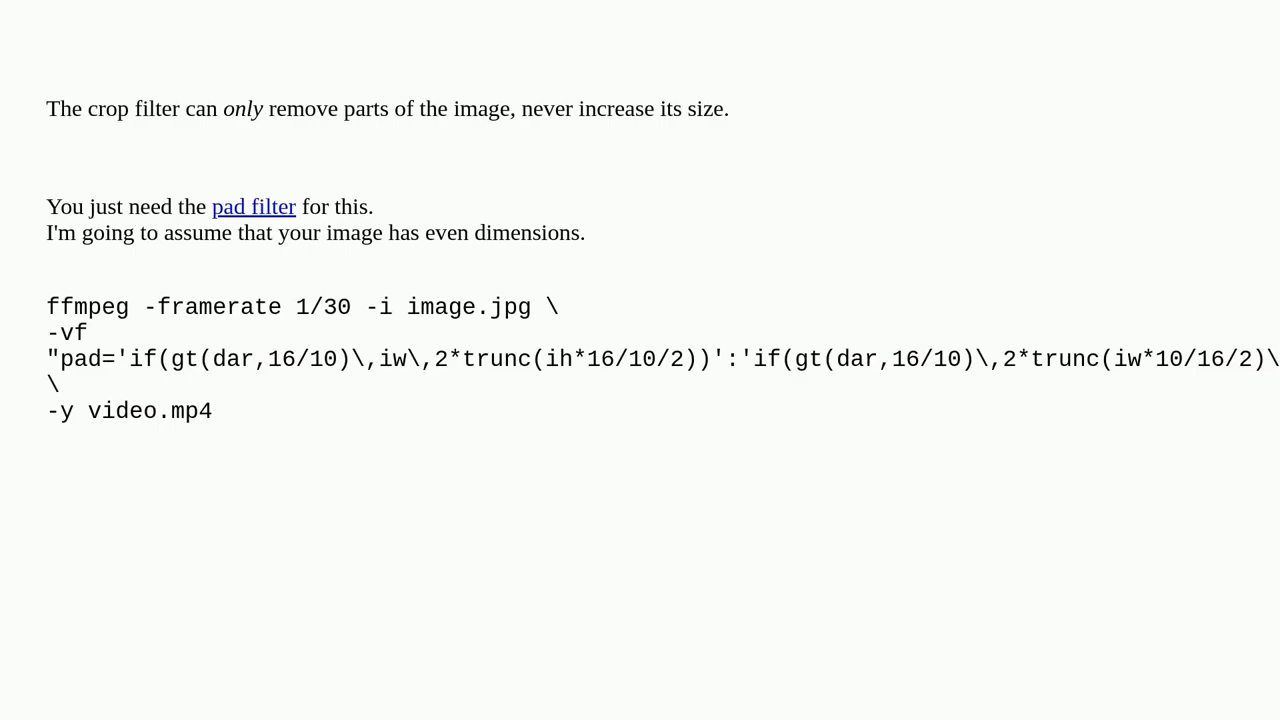 The crop filter can only remove parts of the image, never increase its size.
You just need the pad filter for this.
I'm going to assume that your image has even dimensions.
ffmpeg -framerate 1/30 -i image.jpg \
-vf
"pad='if(gt(dar,16/10)\,iw\,2*trunc(ih*16/10/2))':'if(gt(dar,16/10)\,2*trunc(iw*10/16/2)\
\
-y video.mp4